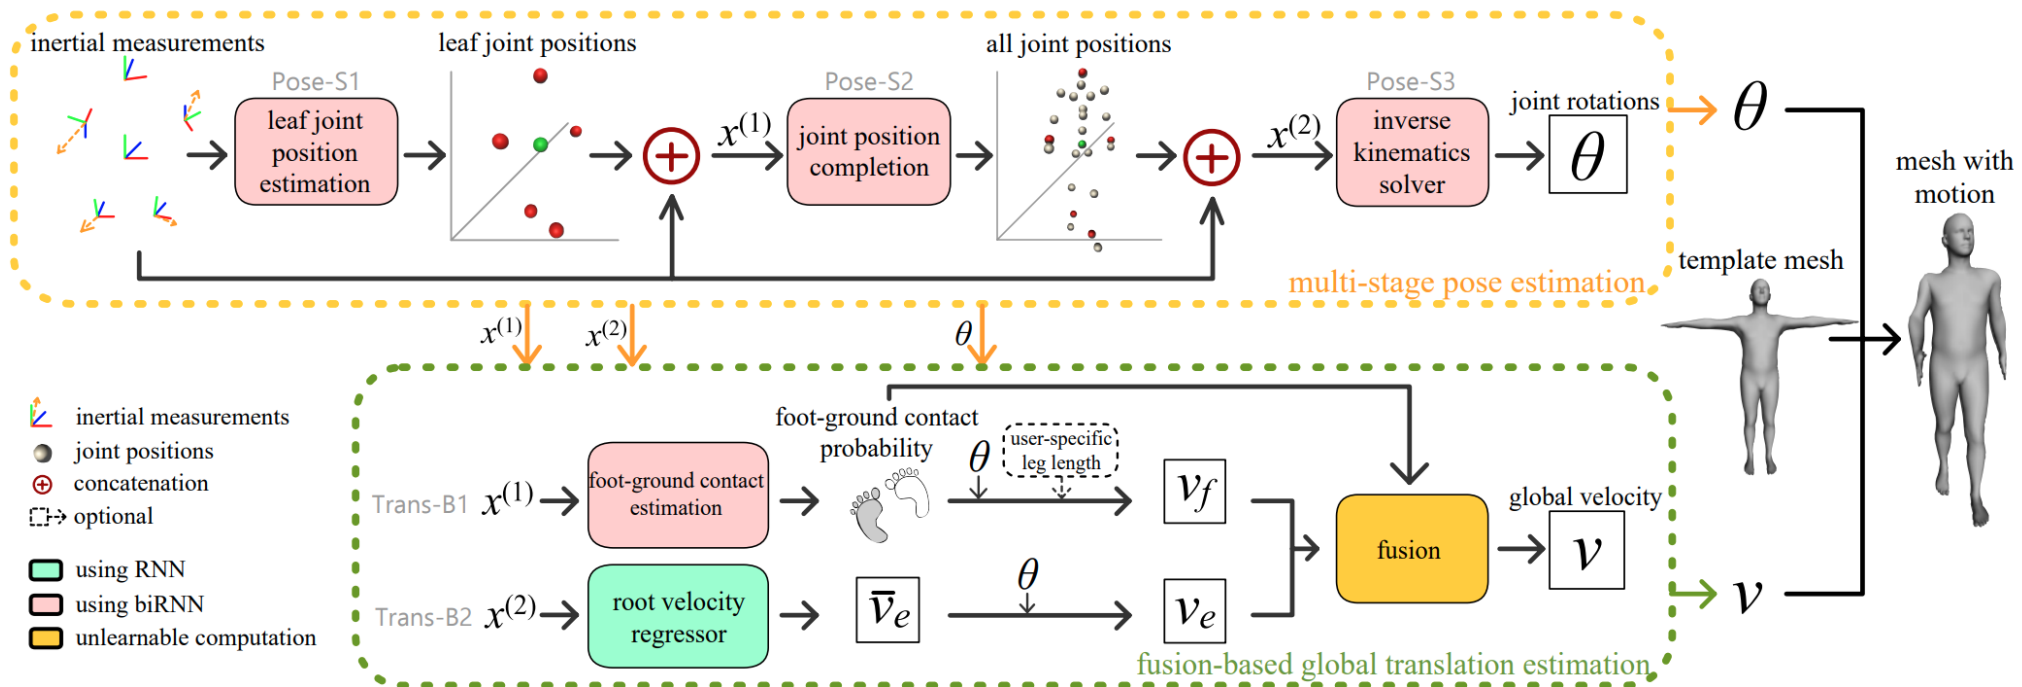 inertial measurements
leaf joint positions
all joint positions
Pose-S1
Pose-S2
Pose-S3
leaf joint
position
estimation
x⁽¹⁾
joint position
completion
x⁽²⁾
inverse
kinematics
solver
joint rotations
θ
θ
mesh with
motion
template mesh
multi-stage pose estimation
x⁽¹⁾
x⁽²⁾
θ
inertial measurements
joint positions
concatenation
optional
using RNN
using biRNN
unlearnable computation
foot-ground contact
probability
θ
user-specific
leg length
Trans-B1
x⁽¹⁾
foot-ground contact
estimation
v_f
fusion
global velocity
v
v
Trans-B2
x⁽²⁾
root velocity
regressor
v̅_e
θ
v_e
fusion-based global translation estimation